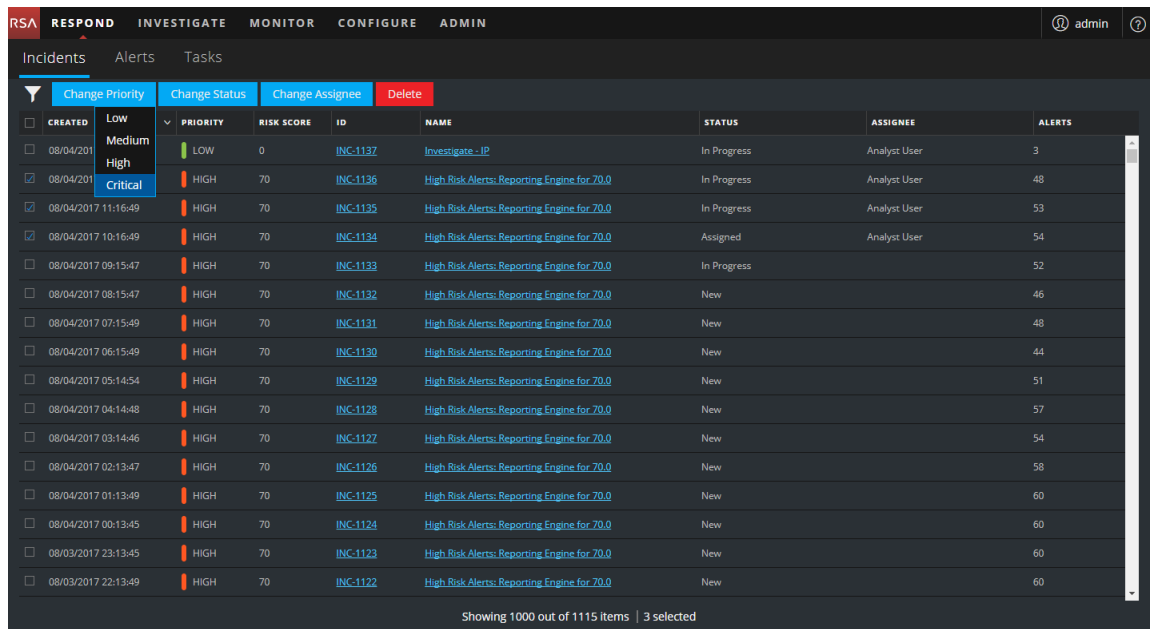 RSA RESPOND INVESTIGATE MONITOR CONFIGURE ADMIN admin ?
Incidents Alerts Tasks
Change Priority Change Status Change Assignee Delete
CREATED PRIORITY RISK SCORE ID NAME STATUS ASSIGNEE ALERTS
Low
Medium
High
Critical
08/04/201 LOW 0 INC-1137 Investigate - IP In Progress Analyst User 3
08/04/201 HIGH 70 INC-1136 High Risk Alerts: Reporting Engine for 70.0 In Progress Analyst User 48
08/04/2017 11:16:49 HIGH 70 INC-1135 High Risk Alerts: Reporting Engine for 70.0 In Progress Analyst User 53
08/04/2017 10:16:49 HIGH 70 INC-1134 High Risk Alerts: Reporting Engine for 70.0 Assigned Analyst User 54
08/04/2017 09:15:47 HIGH 70 INC-1133 High Risk Alerts: Reporting Engine for 70.0 In Progress 52
08/04/2017 08:15:47 HIGH 70 INC-1132 High Risk Alerts: Reporting Engine for 70.0 New 46
08/04/2017 07:15:49 HIGH 70 INC-1131 High Risk Alerts: Reporting Engine for 70.0 New 48
08/04/2017 06:15:49 HIGH 70 INC-1130 High Risk Alerts: Reporting Engine for 70.0 New 44
08/04/2017 05:14:54 HIGH 70 INC-1129 High Risk Alerts: Reporting Engine for 70.0 New 51
08/04/2017 04:14:48 HIGH 70 INC-1128 High Risk Alerts: Reporting Engine for 70.0 New 57
08/04/2017 03:14:46 HIGH 70 INC-1127 High Risk Alerts: Reporting Engine for 70.0 New 54
08/04/2017 02:13:47 HIGH 70 INC-1126 High Risk Alerts: Reporting Engine for 70.0 New 58
08/04/2017 01:13:49 HIGH 70 INC-1125 High Risk Alerts: Reporting Engine for 70.0 New 60
08/04/2017 00:13:45 HIGH 70 INC-1124 High Risk Alerts: Reporting Engine for 70.0 New 60
08/03/2017 23:13:45 HIGH 70 INC-1123 High Risk Alerts: Reporting Engine for 70.0 New 60
08/03/2017 22:13:49 HIGH 70 INC-1122 High Risk Alerts: Reporting Engine for 70.0 New 60
Showing 1000 out of 1115 items | 3 selected